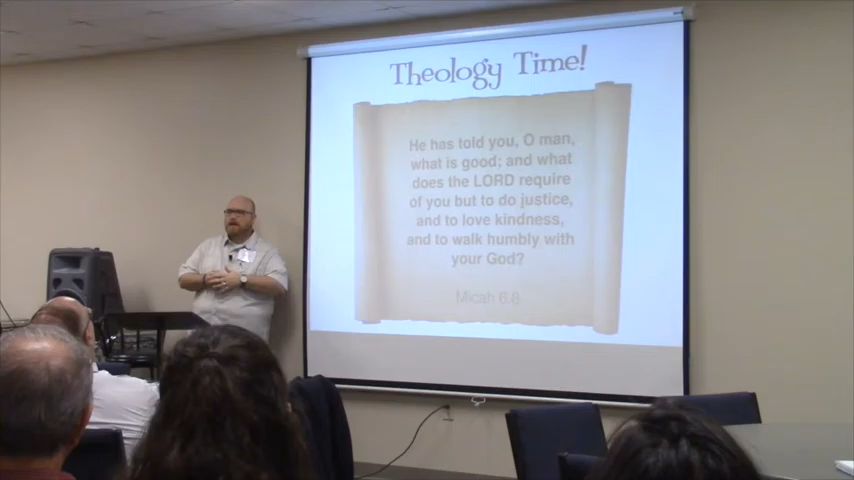 Theology Time!
He has told you, O man,
what is good; and what
does the LORD require
of you but to do justice,
and to love kindness,
and to walk humbly with
your God?
Micah 6:8